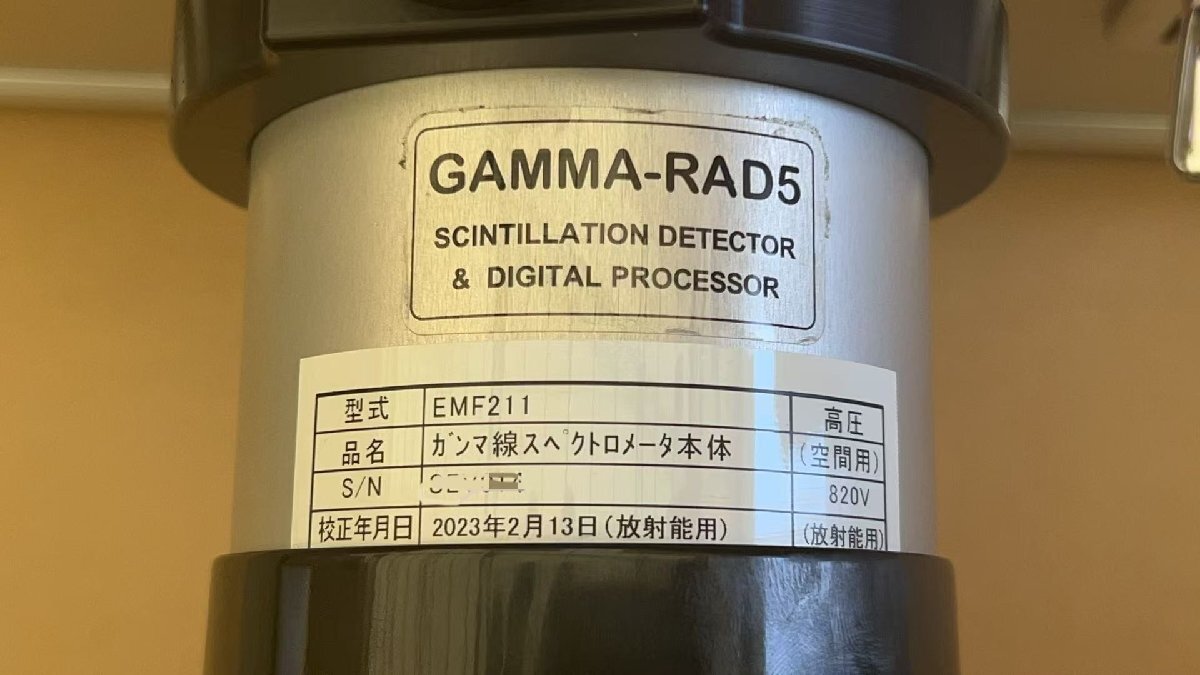 GAMMA-RAD5
SCINTILLATION DETECTOR
& DIGITAL PROCESSOR
型式 EMF211 高圧
品名 ガンマ線スペクトロメータ本体 (空間用)
S/N 820V
校正年月日 2023年2月13日(放射能用) (放射能用)